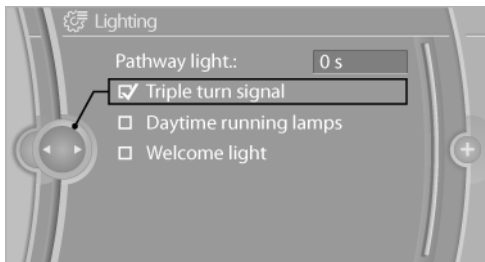 Lighting
Pathway light.: 0 s
Triple turn signal
Daytime running lamps
Welcome light